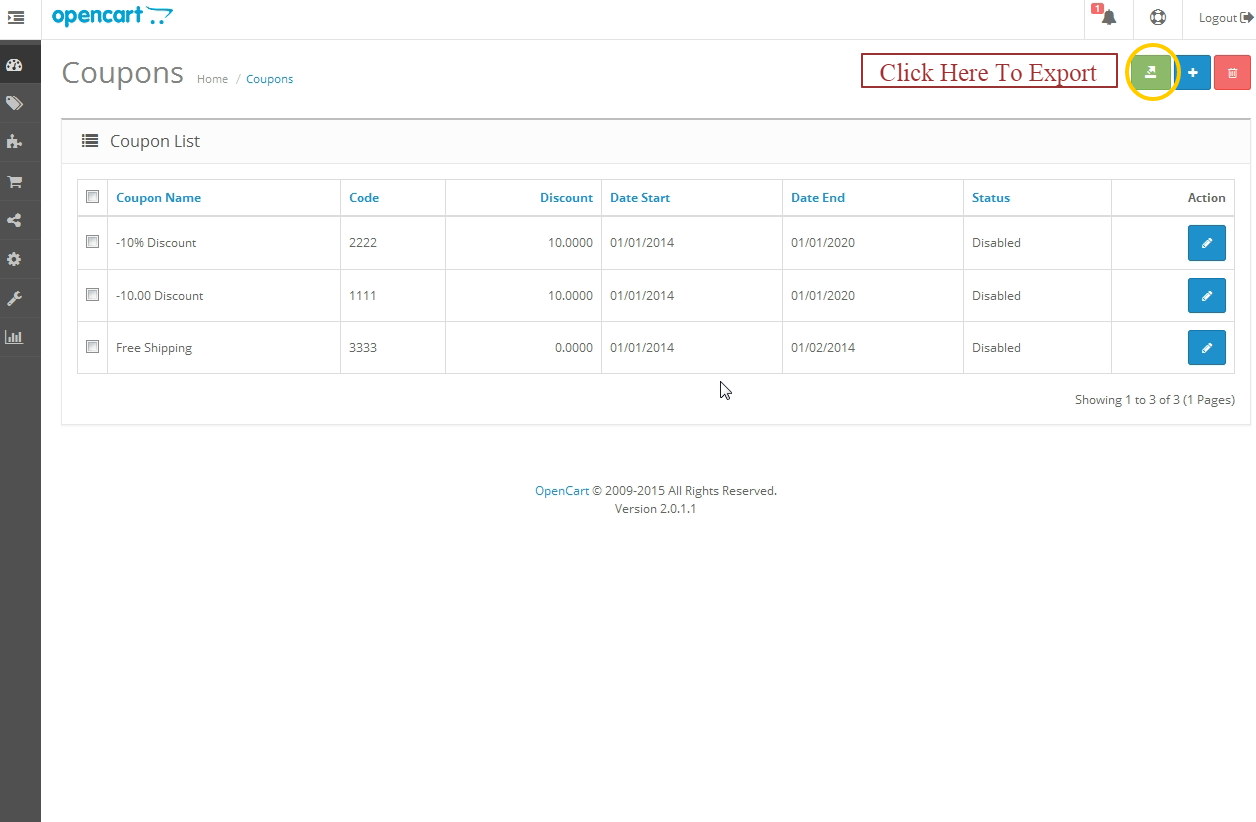 opencart
1
Logout
Coupons Home / Coupons
Click Here To Export
Coupon List
Coupon Name Code Discount Date Start Date End Status Action
-10% Discount 2222 10.0000 01/01/2014 01/01/2020 Disabled
-10.00 Discount 1111 10.0000 01/01/2014 01/01/2020 Disabled
Free Shipping 3333 0.0000 01/01/2014 01/02/2014 Disabled
Showing 1 to 3 of 3 (1 Pages)
OpenCart © 2009-2015 All Rights Reserved.
Version 2.0.1.1